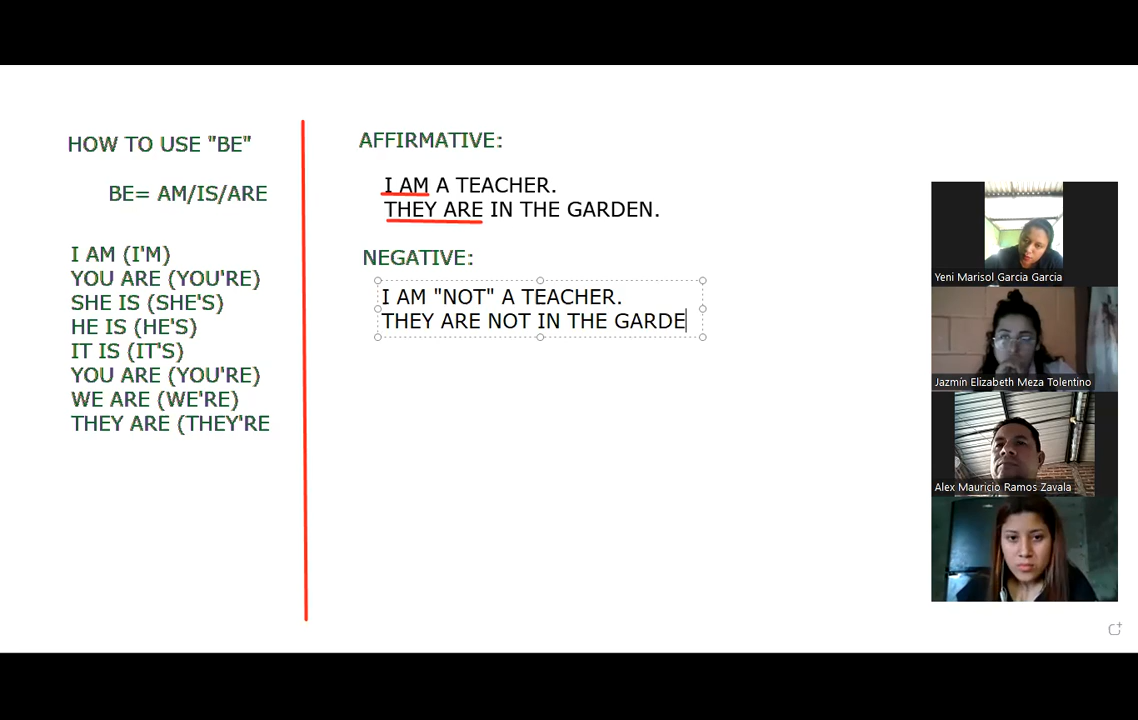 HOW TO USE "BE"
BE= AM/IS/ARE
I AM (I'M)
YOU ARE (YOU'RE)
SHE IS (SHE'S)
HE IS (HE'S)
IT IS (IT'S)
YOU ARE (YOU'RE)
WE ARE (WE'RE)
THEY ARE (THEY'RE
AFFIRMATIVE:
I AM A TEACHER.
THEY ARE IN THE GARDEN.
NEGATIVE:
I AM "NOT" A TEACHER.
THEY ARE NOT IN THE GARDE
Yeni Marisol Garcia Garcia
Jazmín Elizabeth Meza Tolentino
Alex Mauricio Ramos Zavala